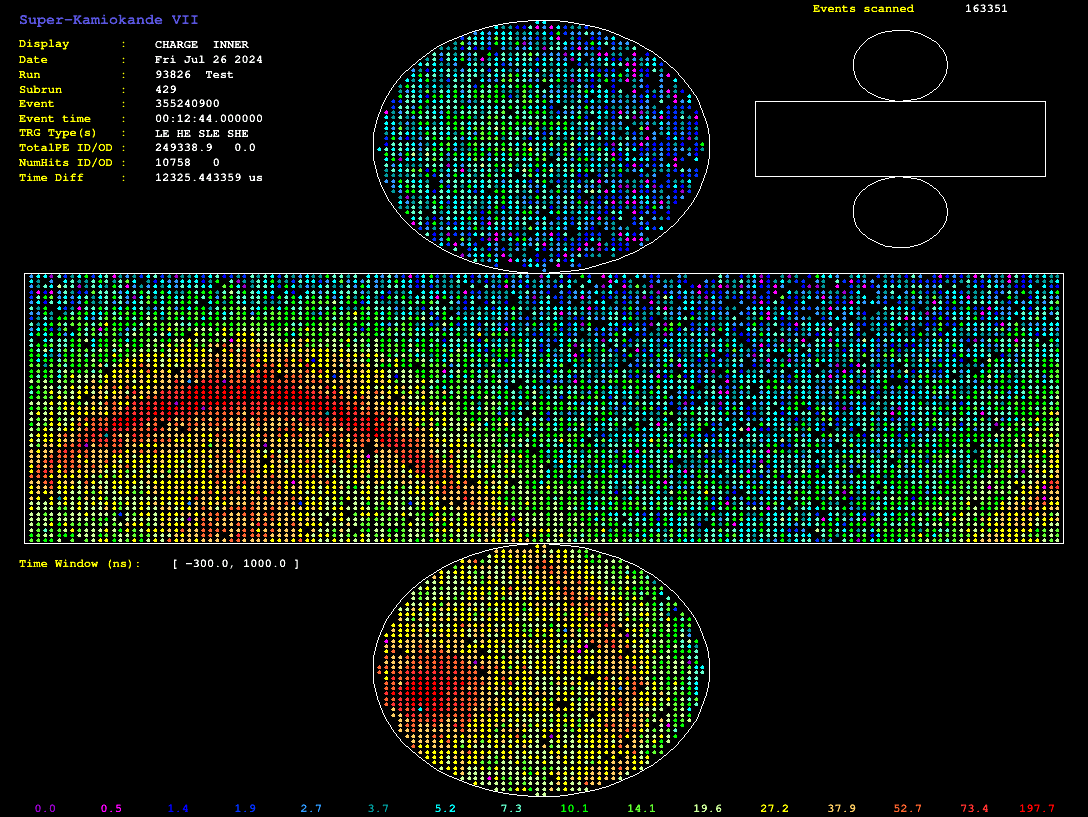 Super-Kamiokande VII
Events scanned 163351
Display : CHARGE INNER
Date : Fri Jul 26 2024
Run : 93826 Test
Subrun : 429
Event : 355240900
Event time : 00:12:44.000000
TRG Type(s) : LE HE SLE SHE
TotalPE ID/OD : 249338.9 0.0
NumHits ID/OD : 10758 0
Time Diff : 12325.443359 us
Time Window (ns): [ -300.0, 1000.0 ]
0.0 0.5 1.4 1.9 2.7 3.7 5.2 7.3 10.1 14.1 19.6 27.2 37.9 52.7 73.4 197.7